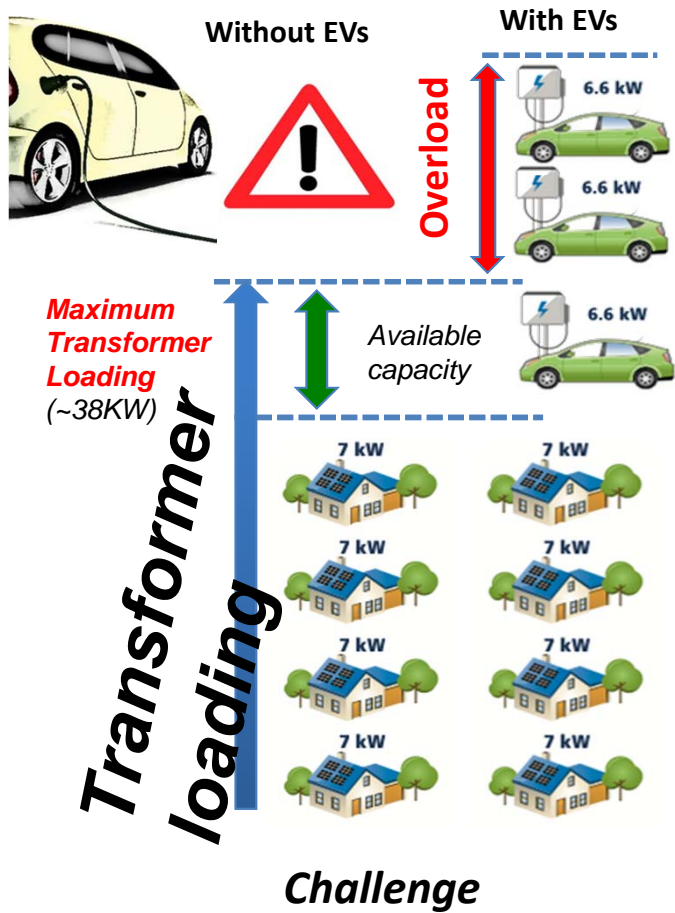 Without EVs
With EVs
6.6 kW
Overload
6.6 kW
Maximum
Transformer
Loading
(~38KW)
Available
capacity
6.6 kW
Transformer
loading
7 kW
7 kW
7 kW
7 kW
7 kW
7 kW
7 kW
7 kW
Challenge